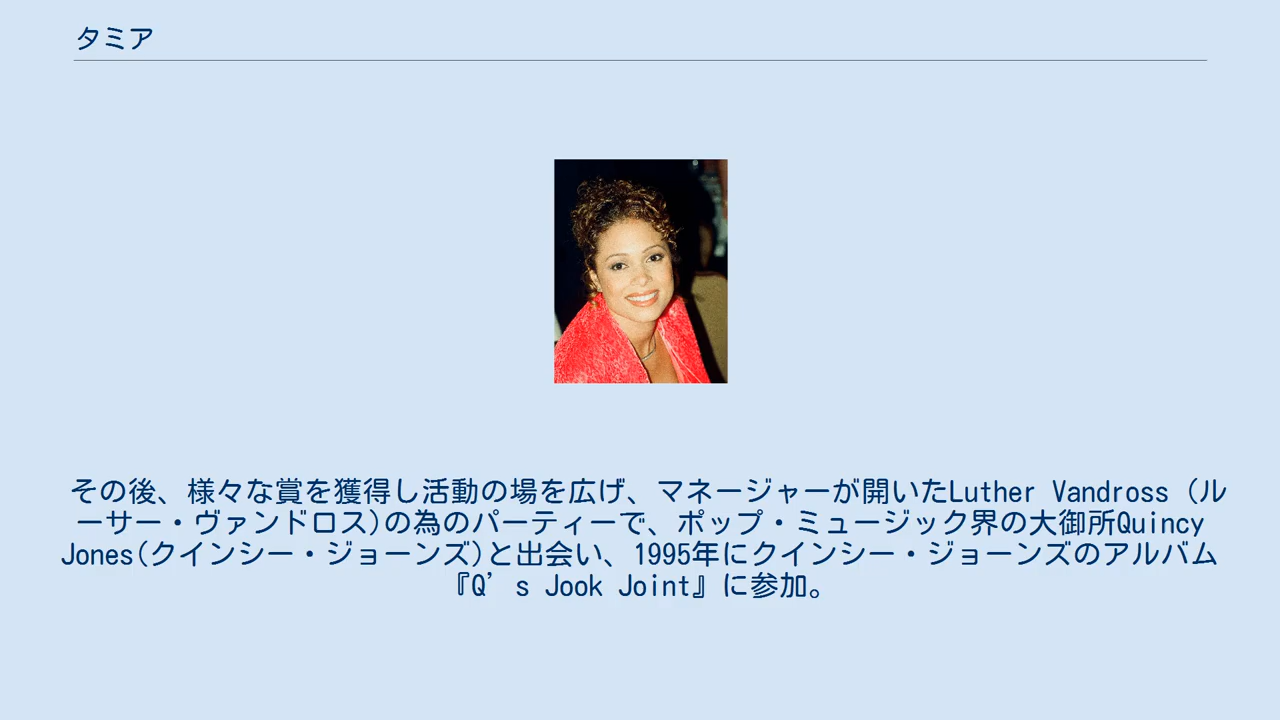 タミア
その後、様々な賞を獲得し活動の場を広げ、マネージャーが開いたLuther Vandross (ル
ーサー・ヴァンドロス)の為のパーティーで、ポップ・ミュージック界の大御所Quincy
Jones(クインシー・ジョーンズ)と出会い、1995年にクインシー・ジョーンズのアルバム
『Q’s Jook Joint』に参加。